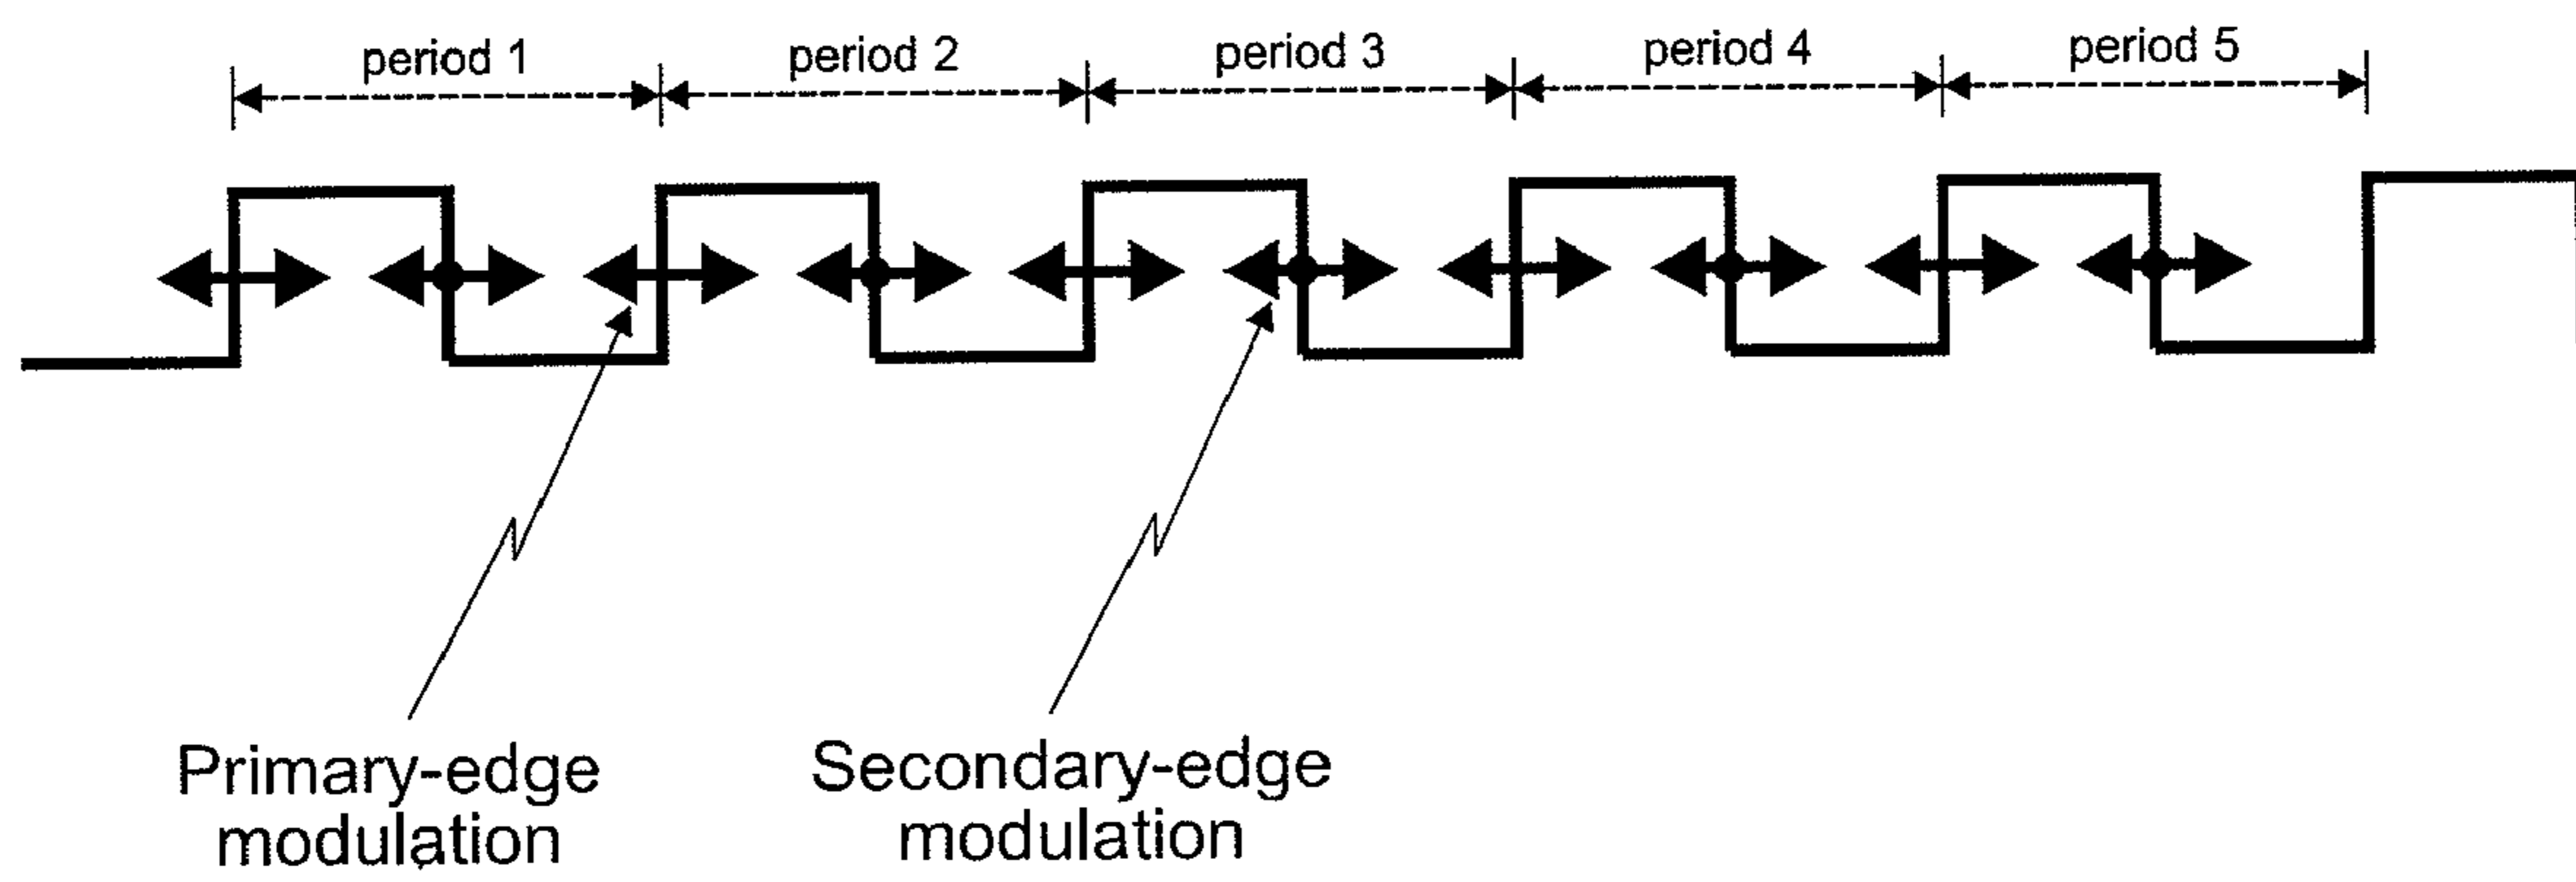 period 1
period 2
period 3
period 4
period 5
Primary-edge
modulation
Secondary-edge
modulation